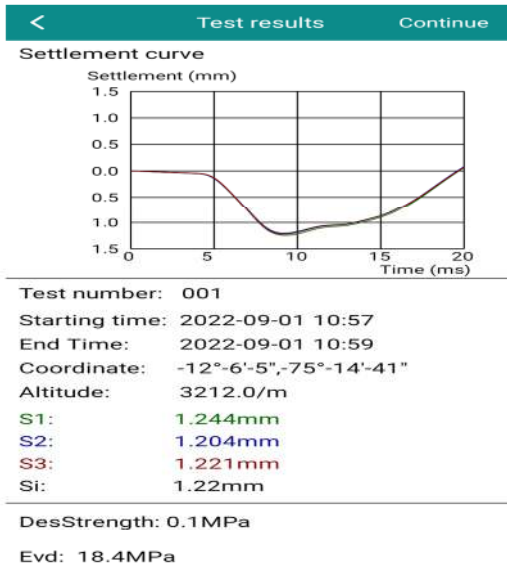 < Test results Continue
Settlement curve
Settlement (mm)
1.5
1.0
0.5
0.0
0.5
1.0
1.5
0 5 10 15 20
Time (ms)
Test number: 001
Starting time: 2022-09-01 10:57
End Time: 2022-09-01 10:59
Coordinate: -12°-6'-5",-75°-14'-41"
Altitude: 3212.0/m
S1: 1.244mm
S2: 1.204mm
S3: 1.221mm
Si: 1.22mm
DesStrength: 0.1MPa
Evd: 18.4MPa